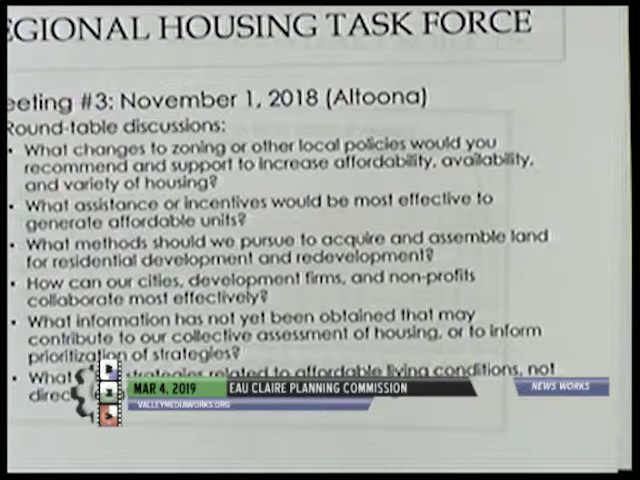 EGIONAL HOUSING TASK FORCE
eeting #3: November 1, 2018 (Altoona)
Round-table discussions:
• What changes to zoning or other local policies would you
recommend and support to increase affordability, availability,
and variety of housing?
• What assistance or incentives would be most effective to
generate affordable units?
• What methods should we pursue to acquire and assemble land
for residential development and redevelopment?
• How can our cities, development firms, and non-profits
collaborate most effectively?
• What information has not yet been obtained that may
contribute to our collective assessment of housing, or to inform
prioritization of strategies?
• What strategies related to affordable living conditions, not
direc
MAR 4, 2019 EAU CLAIRE PLANNING COMMISSION NEWS WORKS
VALLEYMEDIAWORKS.ORG